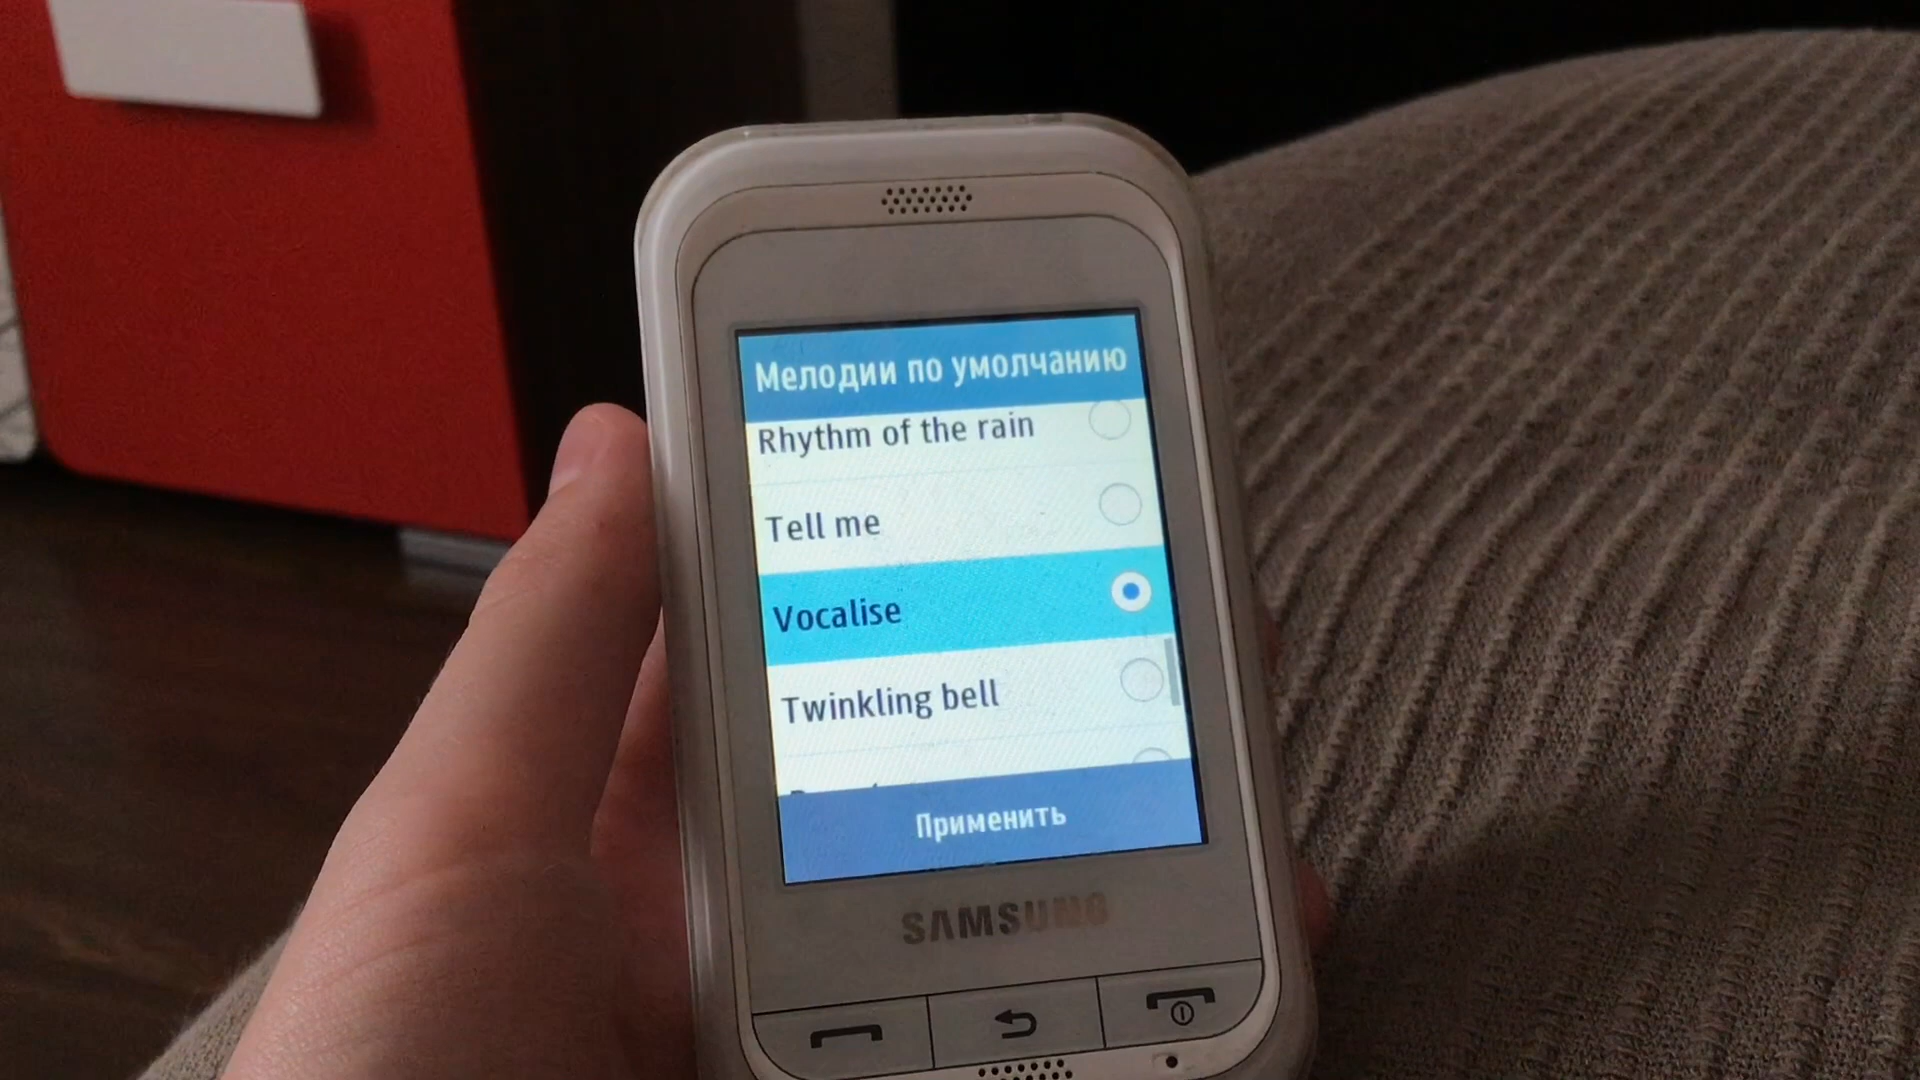 Мелодии по умолчанию
Rhythm of the rain
Tell me
Vocalise
Twinkling bell
Применить
SAMSUNG